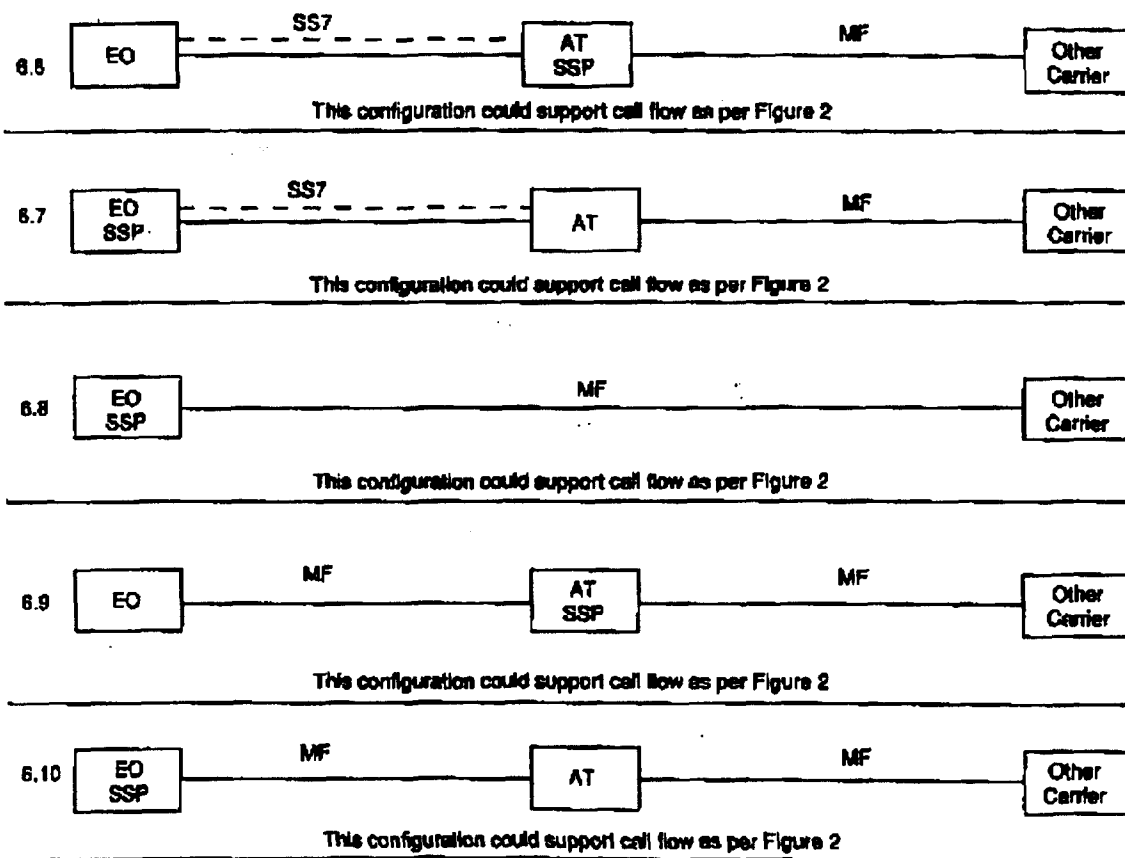 SS7
MF
6.6
EO
AT
SSP
Other
Carrier
This configuration could support call flow as per Figure 2
SS7
MF
6.7
EO
SSP
AT
Other
Carrier
This configuration could support call flow as per Figure 2
MF
6.8
EO
SSP
Other
Carrier
This configuration could support call flow as per Figure 2
MF
MF
6.9
EO
AT
SSP
Other
Carrier
This configuration could support call flow as per Figure 2
MF
MF
6.10
EO
SSP
AT
Other
Carrier
This configuration could support call flow as per Figure 2